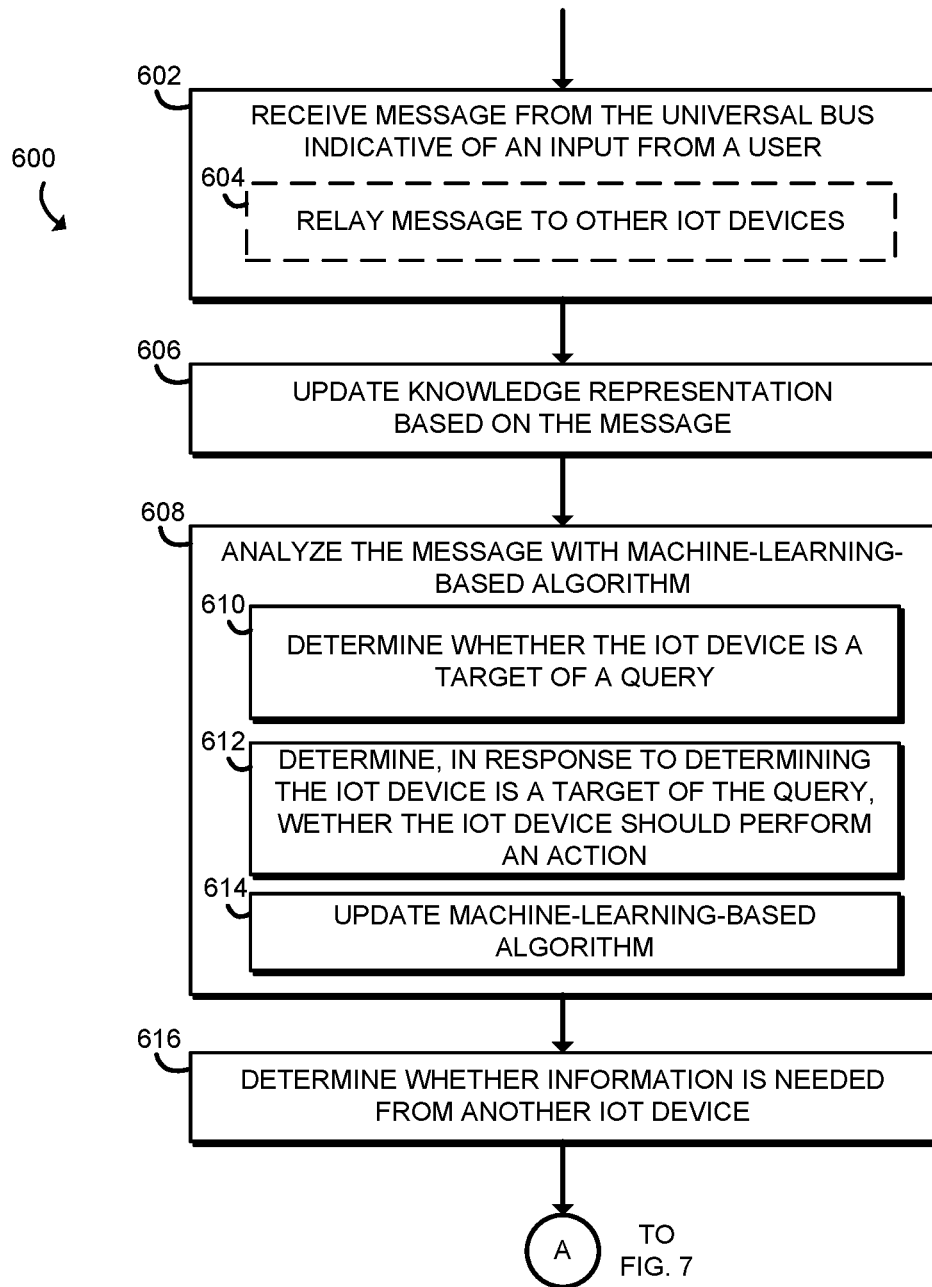 600
602
RECEIVE MESSAGE FROM THE UNIVERSAL BUS
INDICATIVE OF AN INPUT FROM A USER
604
RELAY MESSAGE TO OTHER IOT DEVICES
606
UPDATE KNOWLEDGE REPRESENTATION
BASED ON THE MESSAGE
608
ANALYZE THE MESSAGE WITH MACHINE-LEARNING-
BASED ALGORITHM
610
DETERMINE WHETHER THE IOT DEVICE IS A
TARGET OF A QUERY
612
DETERMINE, IN RESPONSE TO DETERMINING
THE IOT DEVICE IS A TARGET OF THE QUERY,
WETHER THE IOT DEVICE SHOULD PERFORM
AN ACTION
614
UPDATE MACHINE-LEARNING-BASED
ALGORITHM
616
DETERMINE WHETHER INFORMATION IS NEEDED
FROM ANOTHER IOT DEVICE
A
TO
FIG. 7